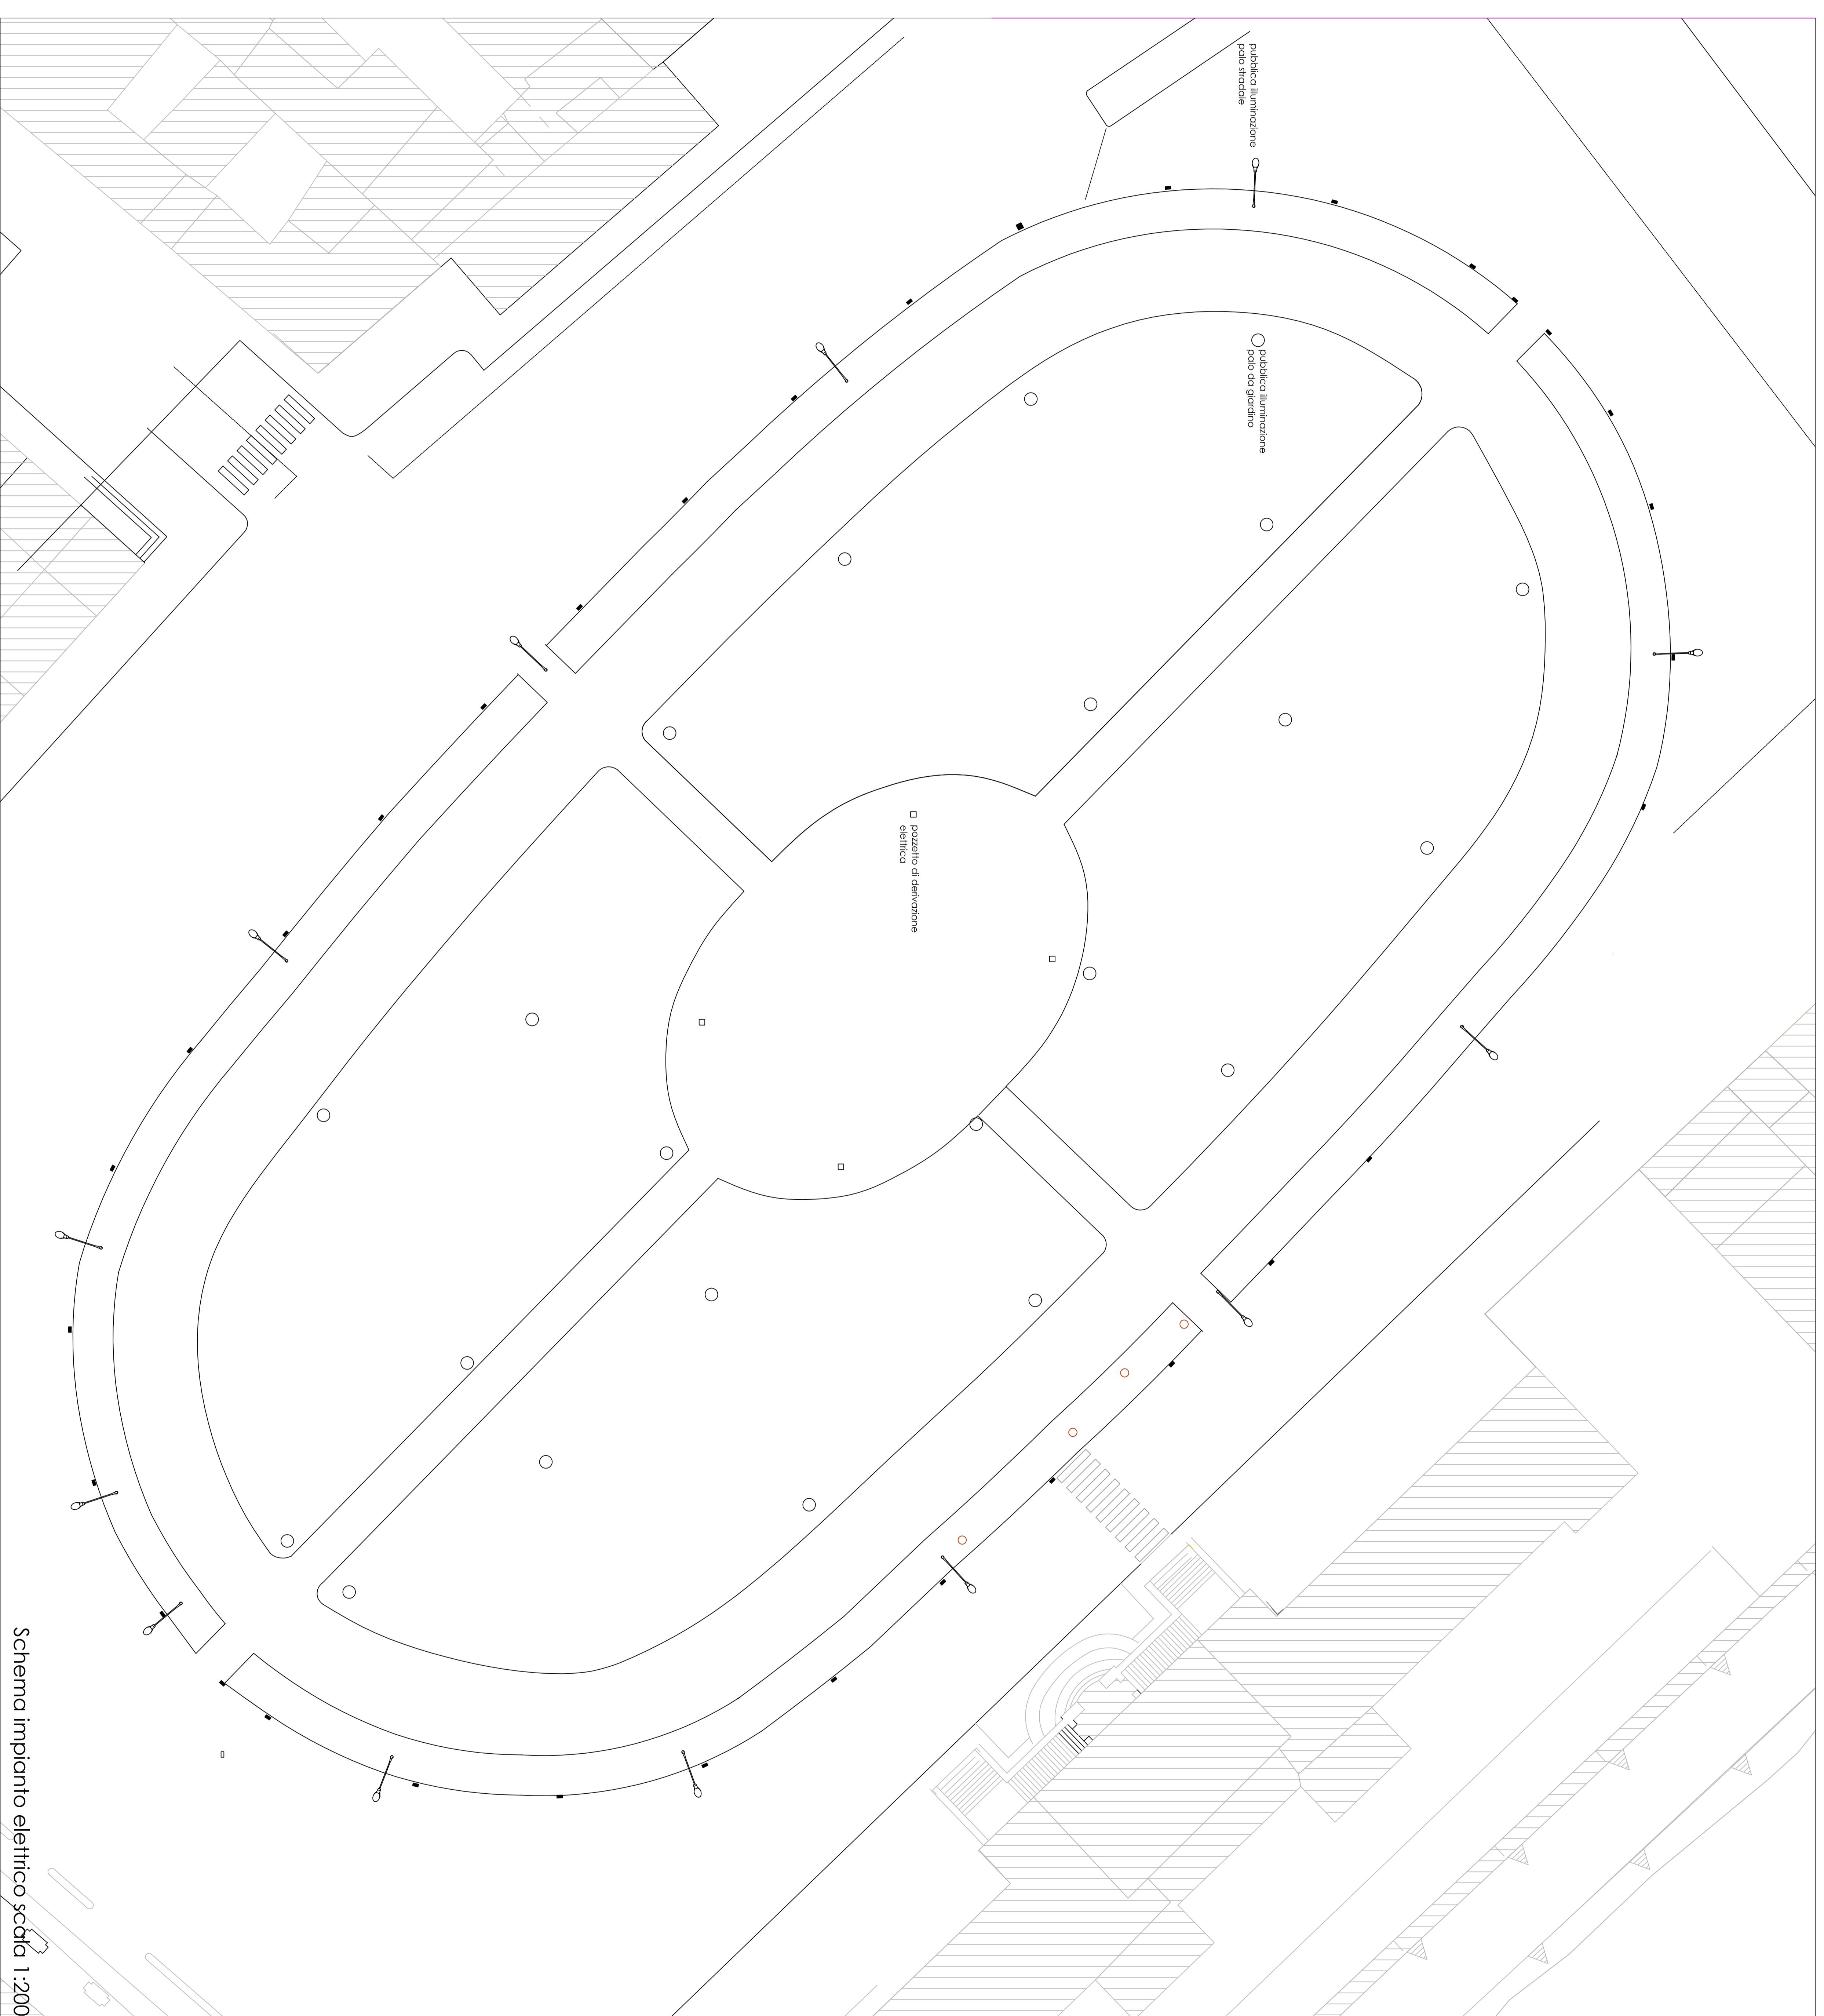 pubblica illuminazione
palo stradale
pubblica illuminazione
palo da giardino
pozzetto di derivazione
elettrica
Schema impianto elettrico scala 1:200